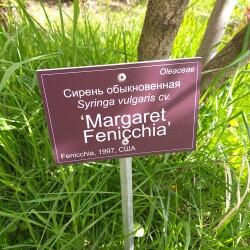 Oleaceae
Сирень обыкновенная
Syringa vulgaris cv.
‘Margaret
Fenicchia’
Fenicchia, 1997, США